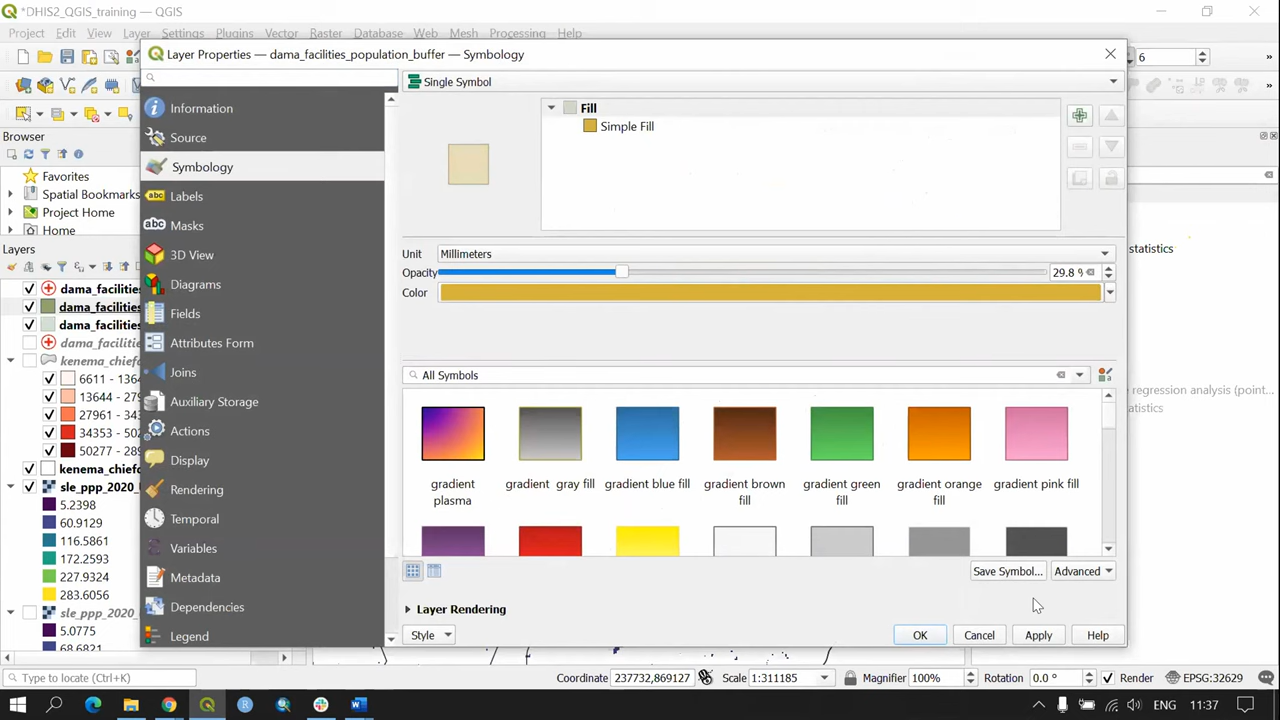 *DHIS2_QGIS_training — QGIS
Project Edit View Layer Settings Plugins Vector Raster Database Web Mesh Processing Help
Layer Properties — dama_facilities_population_buffer — Symbology
6
»
Single Symbol
Information
Source
Symbology
Labels
Masks
3D View
Diagrams
Fields
Attributes Form
Joins
Auxiliary Storage
Actions
Display
Rendering
Temporal
Variables
Metadata
Dependencies
Legend
Fill
Simple Fill
Unit Millimeters
Opacity 29.8 %
Color
All Symbols
gradient plasma
gradient gray fill
gradient blue fill
gradient brown fill
gradient green fill
gradient orange fill
gradient pink fill
Save Symbol... Advanced
Layer Rendering
Style OK Cancel Apply Help
Browser
Favorites
Spatial Bookmarks
Project Home
Home
Layers
dama_facilities
dama_facilities
dama_facilities
dama_facilities
kenema_chief
6611 - 1364
13644 - 279
27961 - 343
34353 - 502
50277 - 889
kenema_chiefd
sle_ppp_2020_
5.2398
60.9129
116.5861
172.2593
227.9324
283.6056
sle_ppp_2020_
5.0775
68.6821
statistics
e regression analysis (point...
tatistics
Type to locate (Ctrl+K) Coordinate 237732,869127 Scale 1:311185 Magnifier 100% Rotation 0.0 ° Render EPSG:32629
ENG 11:37